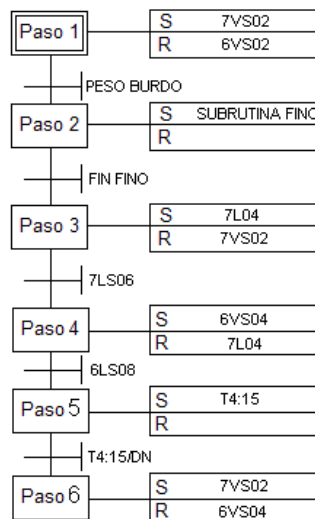 Paso 1
S 7VS02
R 6VS02
PESO BURDO
Paso 2
S SUBRUTINA FINO
R
FIN FINO
Paso 3
S 7L04
R 7VS02
7LS06
Paso 4
S 6VS04
R 7L04
6LS08
Paso 5
S T4:15
R
T4:15/DN
Paso 6
S 7VS02
R 6VS04